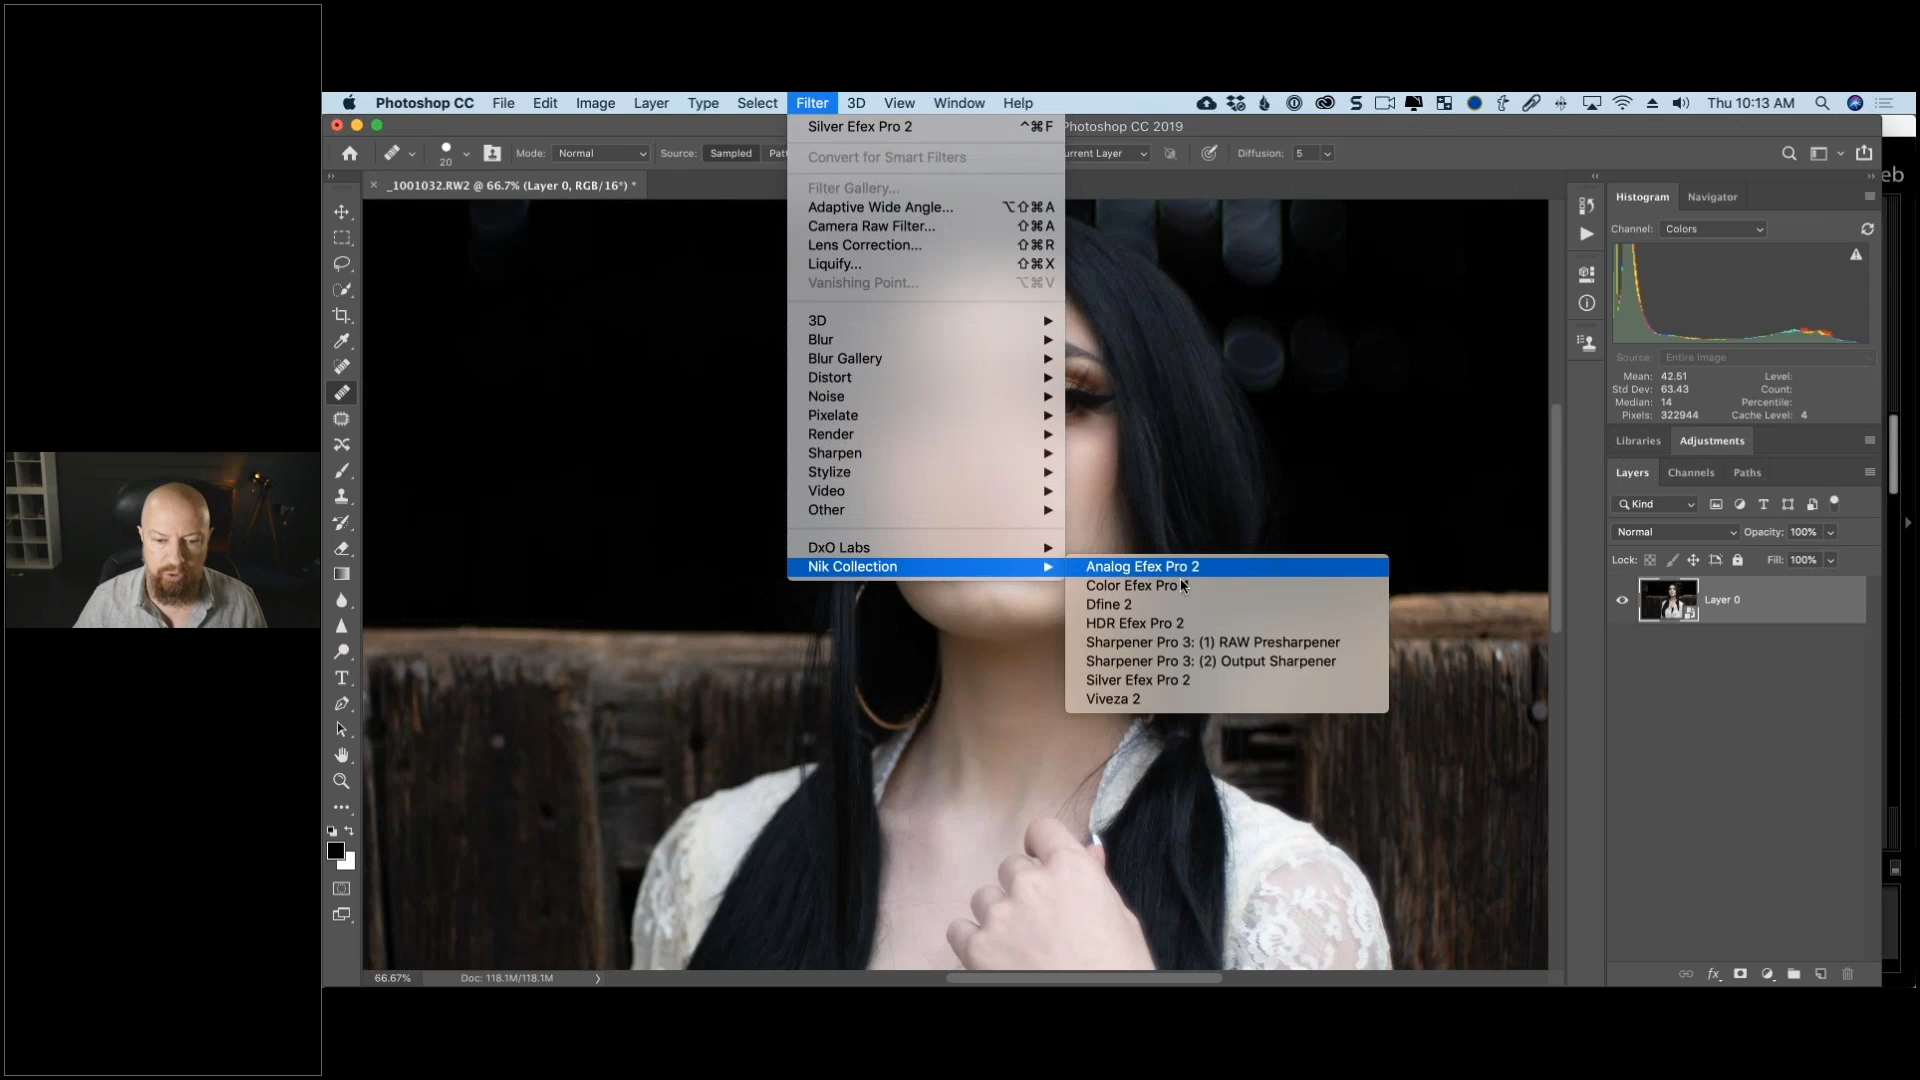 Photoshop CC File Edit Image Layer Type Select Filter 3D View Window Help Thu 10:13 AM
Silver Efex Pro 2 ^⌘F
Photoshop CC 2019
20 Mode: Normal Source: Sampled Pat
urrent Layer Diffusion: 5
Convert for Smart Filters
eb
× _1001032.RW2 @ 66.7% (Layer 0, RGB/16*) *
Filter Gallery...
Adaptive Wide Angle... ⌥⇧⌘A
Camera Raw Filter... ⇧⌘A
Lens Correction... ⇧⌘R
Liquify... ⇧⌘X
Vanishing Point... ⌥⌘V
3D
Blur
Blur Gallery
Distort
Noise
Pixelate
Render
Sharpen
Stylize
Video
Other
DxO Labs
Nik Collection
Analog Efex Pro 2
Color Efex Pro
Dfine 2
HDR Efex Pro 2
Sharpener Pro 3: (1) RAW Presharpener
Sharpener Pro 3: (2) Output Sharpener
Silver Efex Pro 2
Viveza 2
Histogram Navigator
Channel: Colors
Source: Entire Image
Mean: 42.51 Level:
Std Dev: 63.43 Count:
Median: 14 Percentile:
Pixels: 322944 Cache Level: 4
Libraries Adjustments
Layers Channels Paths
Kind
Normal Opacity: 100%
Lock: Fill: 100%
Layer 0
fx
66.67% Doc: 118.1M/118.1M